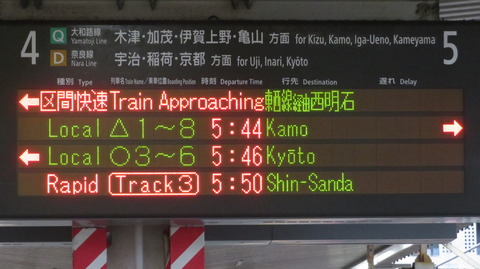 4 Q 大和路線 Yamatoji Line 木津・加茂・伊賀上野・亀山 方面 for Kizu, Kamo, Iga-Ueno, Kameyama 5
D 奈良線 Nara Line 宇治・稲荷・京都 方面 for Uji, Inari, Kyōto
種別 Type 列車名 Train Name/乗車位置 Boarding Position 時刻 Departure Time 行先 Destination 遅れ Delay
←区間快速 Train Approaching 西明石
Local △1～8 5:44 Kamo →
← Local ○3～6 5:46 Kyōto
Rapid Track3 5:50 Shin-Sanda